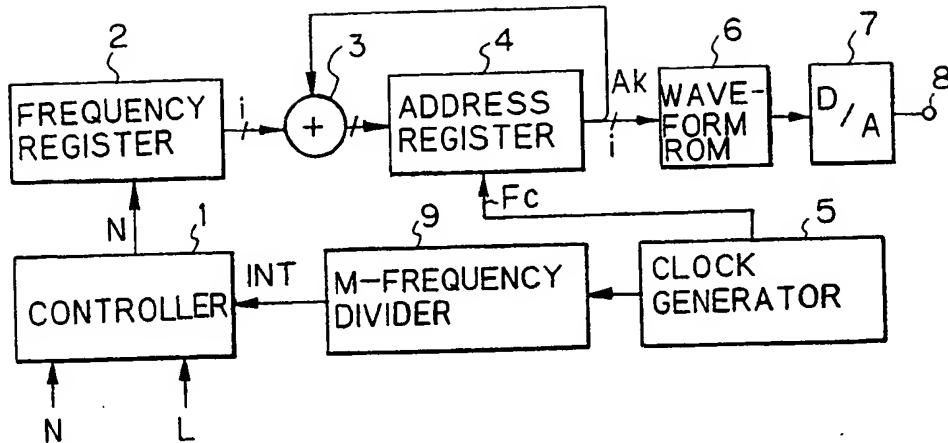 2
FREQUENCY
REGISTER
i
3
+
4
ADDRESS
REGISTER
Ak
i
6
WAVE-
FORM
ROM
7
D/A
8
N
1
CONTROLLER
INT
9
M-FREQUENCY
DIVIDER
Fc
5
CLOCK
GENERATOR
N
L